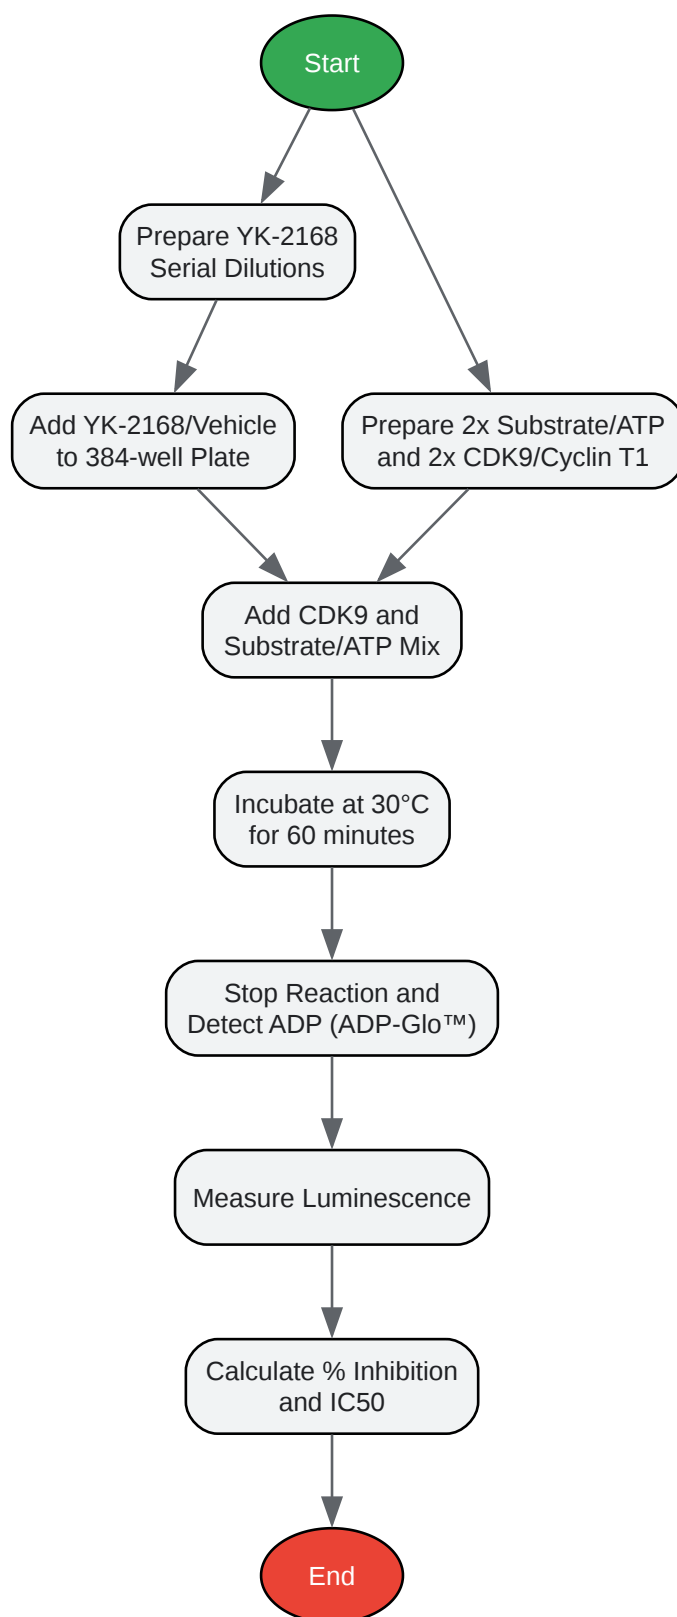 Start
Prepare YK-2168
Serial Dilutions
Add YK-2168/Vehicle
to 384-well Plate
Prepare 2x Substrate/ATP
and 2x CDK9/Cyclin T1
Add CDK9 and
Substrate/ATP Mix
Incubate at 30°C
for 60 minutes
Stop Reaction and
Detect ADP (ADP-Glo™)
Measure Luminescence
Calculate % Inhibition
and IC50
End